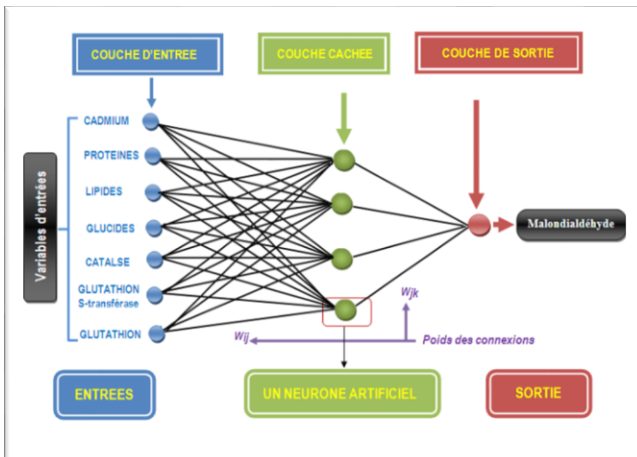 COUCHE D'ENTREE
COUCHE CACHEE
COUCHE DE SORTIE
Variables d'entrées
CADMIUM
PROTEINES
LIPIDES
GLUCIDES
CATALSE
GLUTATHION
S-transférase
GLUTATHION
Malondialdéhyde
Wjk
Wij
Poids des connexions
ENTREES
UN NEURONE ARTIFICIEL
SORTIE